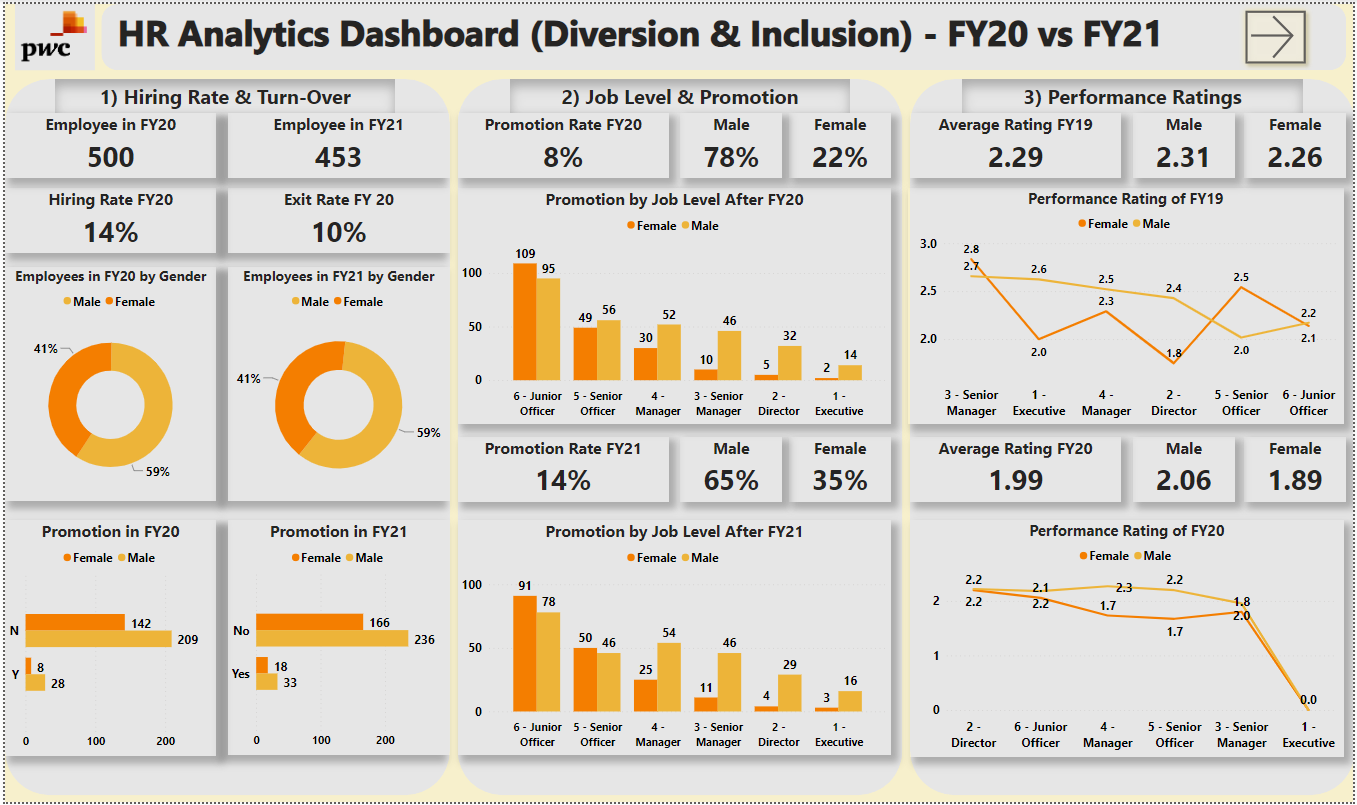 pwc
HR Analytics Dashboard (Diversion & Inclusion) - FY20 vs FY21
1) Hiring Rate & Turn-Over
Employee in FY20
500
Employee in FY21
453
Hiring Rate FY20
14%
Exit Rate FY 20
10%
Employees in FY20 by Gender
Male Female
41%
59%
Employees in FY21 by Gender
Male Female
41%
59%
Promotion in FY20
Female Male
N
142
209
Y
8
28
0 100 200
Promotion in FY21
Female Male
No
166
236
Yes
18
33
0 100 200
2) Job Level & Promotion
Promotion Rate FY20
8%
Male
78%
Female
22%
Promotion by Job Level After FY20
Female Male
100
50
0
109 95
49 56
30 52
10 46
5 32
2 14
6 - Junior Officer
5 - Senior Officer
4 - Manager
3 - Senior Manager
2 - Director
1 - Executive
Promotion Rate FY21
14%
Male
65%
Female
35%
Promotion by Job Level After FY21
Female Male
100
50
0
91 78
50 46
25 54
11 46
4 29
3 16
6 - Junior Officer
5 - Senior Officer
4 - Manager
3 - Senior Manager
2 - Director
1 - Executive
3) Performance Ratings
Average Rating FY19
2.29
Male
2.31
Female
2.26
Performance Rating of FY19
Female Male
3.0
2.5
2.0
2.8
2.7
2.6
2.0
2.5
2.3
2.4
1.8
2.5
2.0
2.2
2.1
3 - Senior Manager
1 - Executive
4 - Manager
2 - Director
5 - Senior Officer
6 - Junior Officer
Average Rating FY20
1.99
Male
2.06
Female
1.89
Performance Rating of FY20
Female Male
2
1
0
2.2
2.2
2.1
2.2
2.3
1.7
2.2
1.7
1.8
2.0
0.0
2 - Director
6 - Junior Officer
4 - Manager
5 - Senior Officer
3 - Senior Manager
1 - Executive